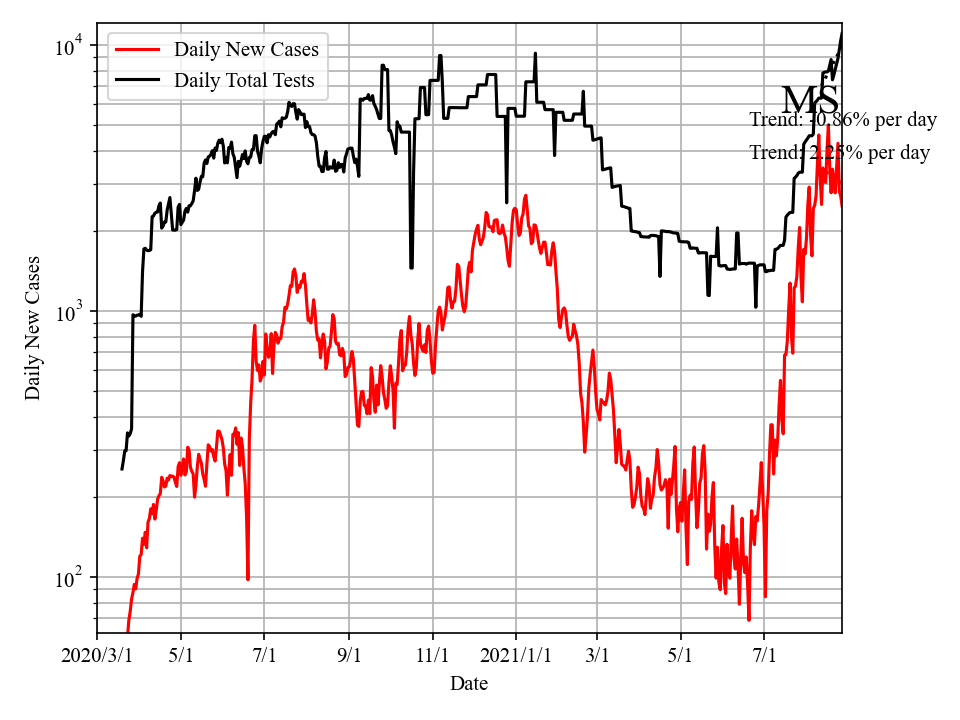 Daily New Cases
Daily Total Tests
MS
Trend: -0.86% per day
Trend: 2.25% per day
10^4
10^3
10^2
Daily New Cases
2020/3/1 5/1 7/1 9/1 11/1 2021/1/1 3/1 5/1 7/1
Date